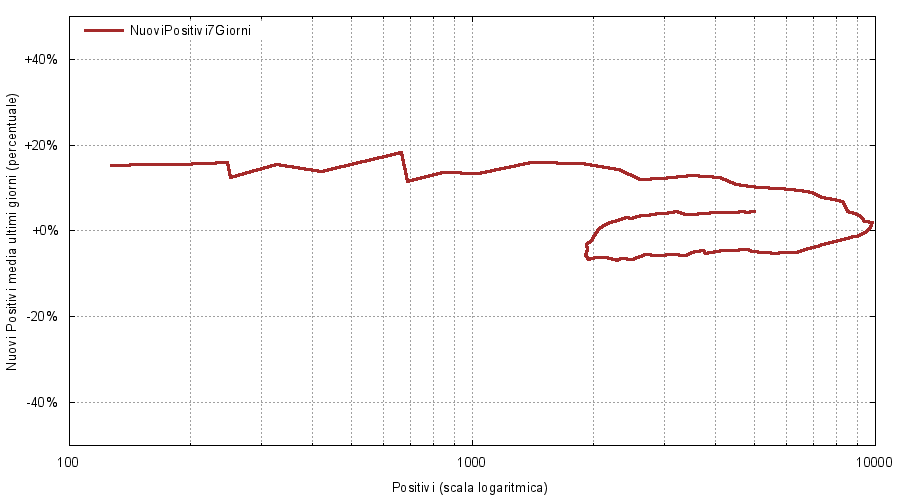 NuoviPositivi7Giorni
+40%
+20%
+0%
-20%
-40%
Nuovi Positivi media ultimi giorni (percentuale)
100
1000
10000
Positivi (scala logaritmica)